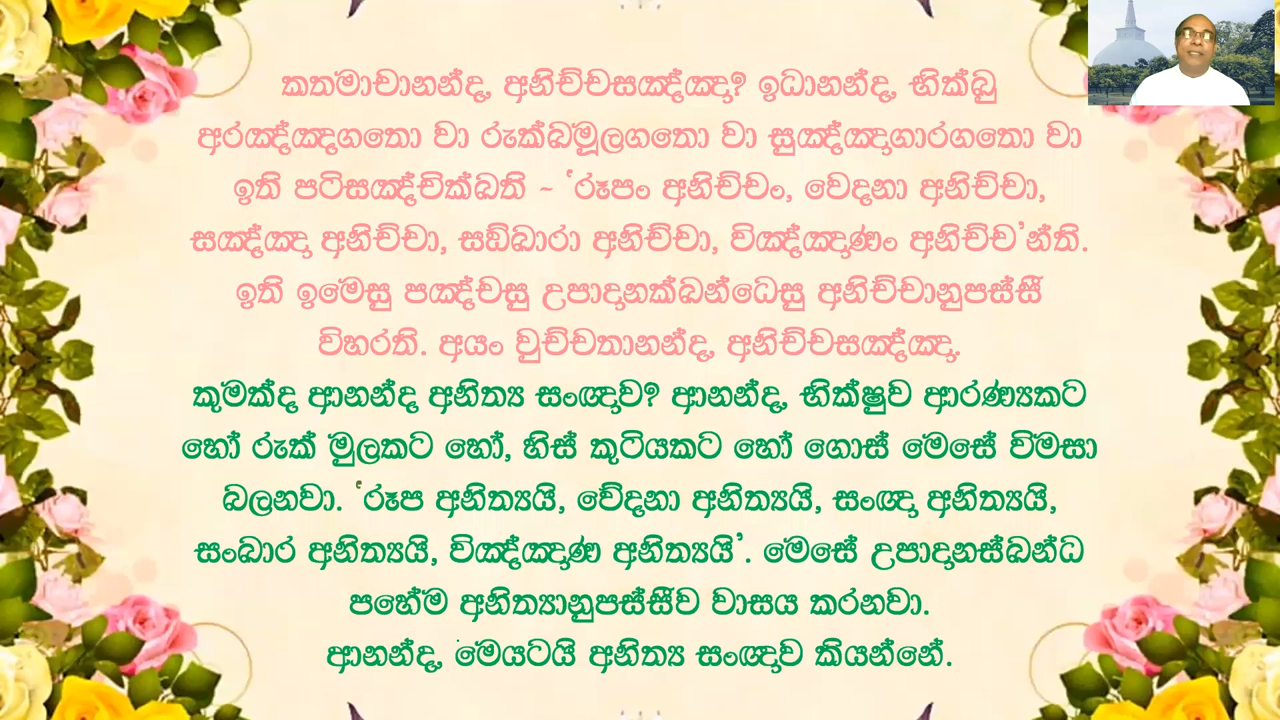 කතමාචානන්ද, අනිච්චසඤ්ඤා? ඉධානන්ද, භික්ඛු
අරඤ්ඤගතො වා රුක්ඛමූලගතො වා සුඤ්ඤාගාරගතො වා
ඉති පටිසඤ්චික්ඛති ~ ‘රූපං අනිච්චං, වෙදනා අනිච්චා,
සඤ්ඤා අනිච්චා, සඞ්ඛාරා අනිච්චා, විඤ්ඤාණං අනිච්ච’න්ති.
ඉති ඉමෙසු පඤ්චසු උපාදානක්ඛන්ධෙසු අනිච්චානුපස්සී
විහරති. අයං වුච්චතානන්ද, අනිච්චසඤ්ඤා.
කුමක්ද ආනන්ද අනිත්‍ය සංඥාව? ආනන්ද, භික්ෂුව ආරණ්‍යකට
හෝ රුක් මුලකට හෝ, හිස් කුටියකට හෝ ගොස් මෙසේ විමසා
බලනවා. ‘රූප අනිත්‍යයි, වේදනා අනිත්‍යයි, සංඥා අනිත්‍යයි,
සංඛාර අනිත්‍යයි, විඤ්ඤාණ අනිත්‍යයි’. මෙසේ උපාදානස්ඛන්ධ
පහේම අනිත්‍යානුපස්සීව වාසය කරනවා.
ආනන්ද, මෙයටයි අනිත්‍ය සංඥාව කියන්නේ.